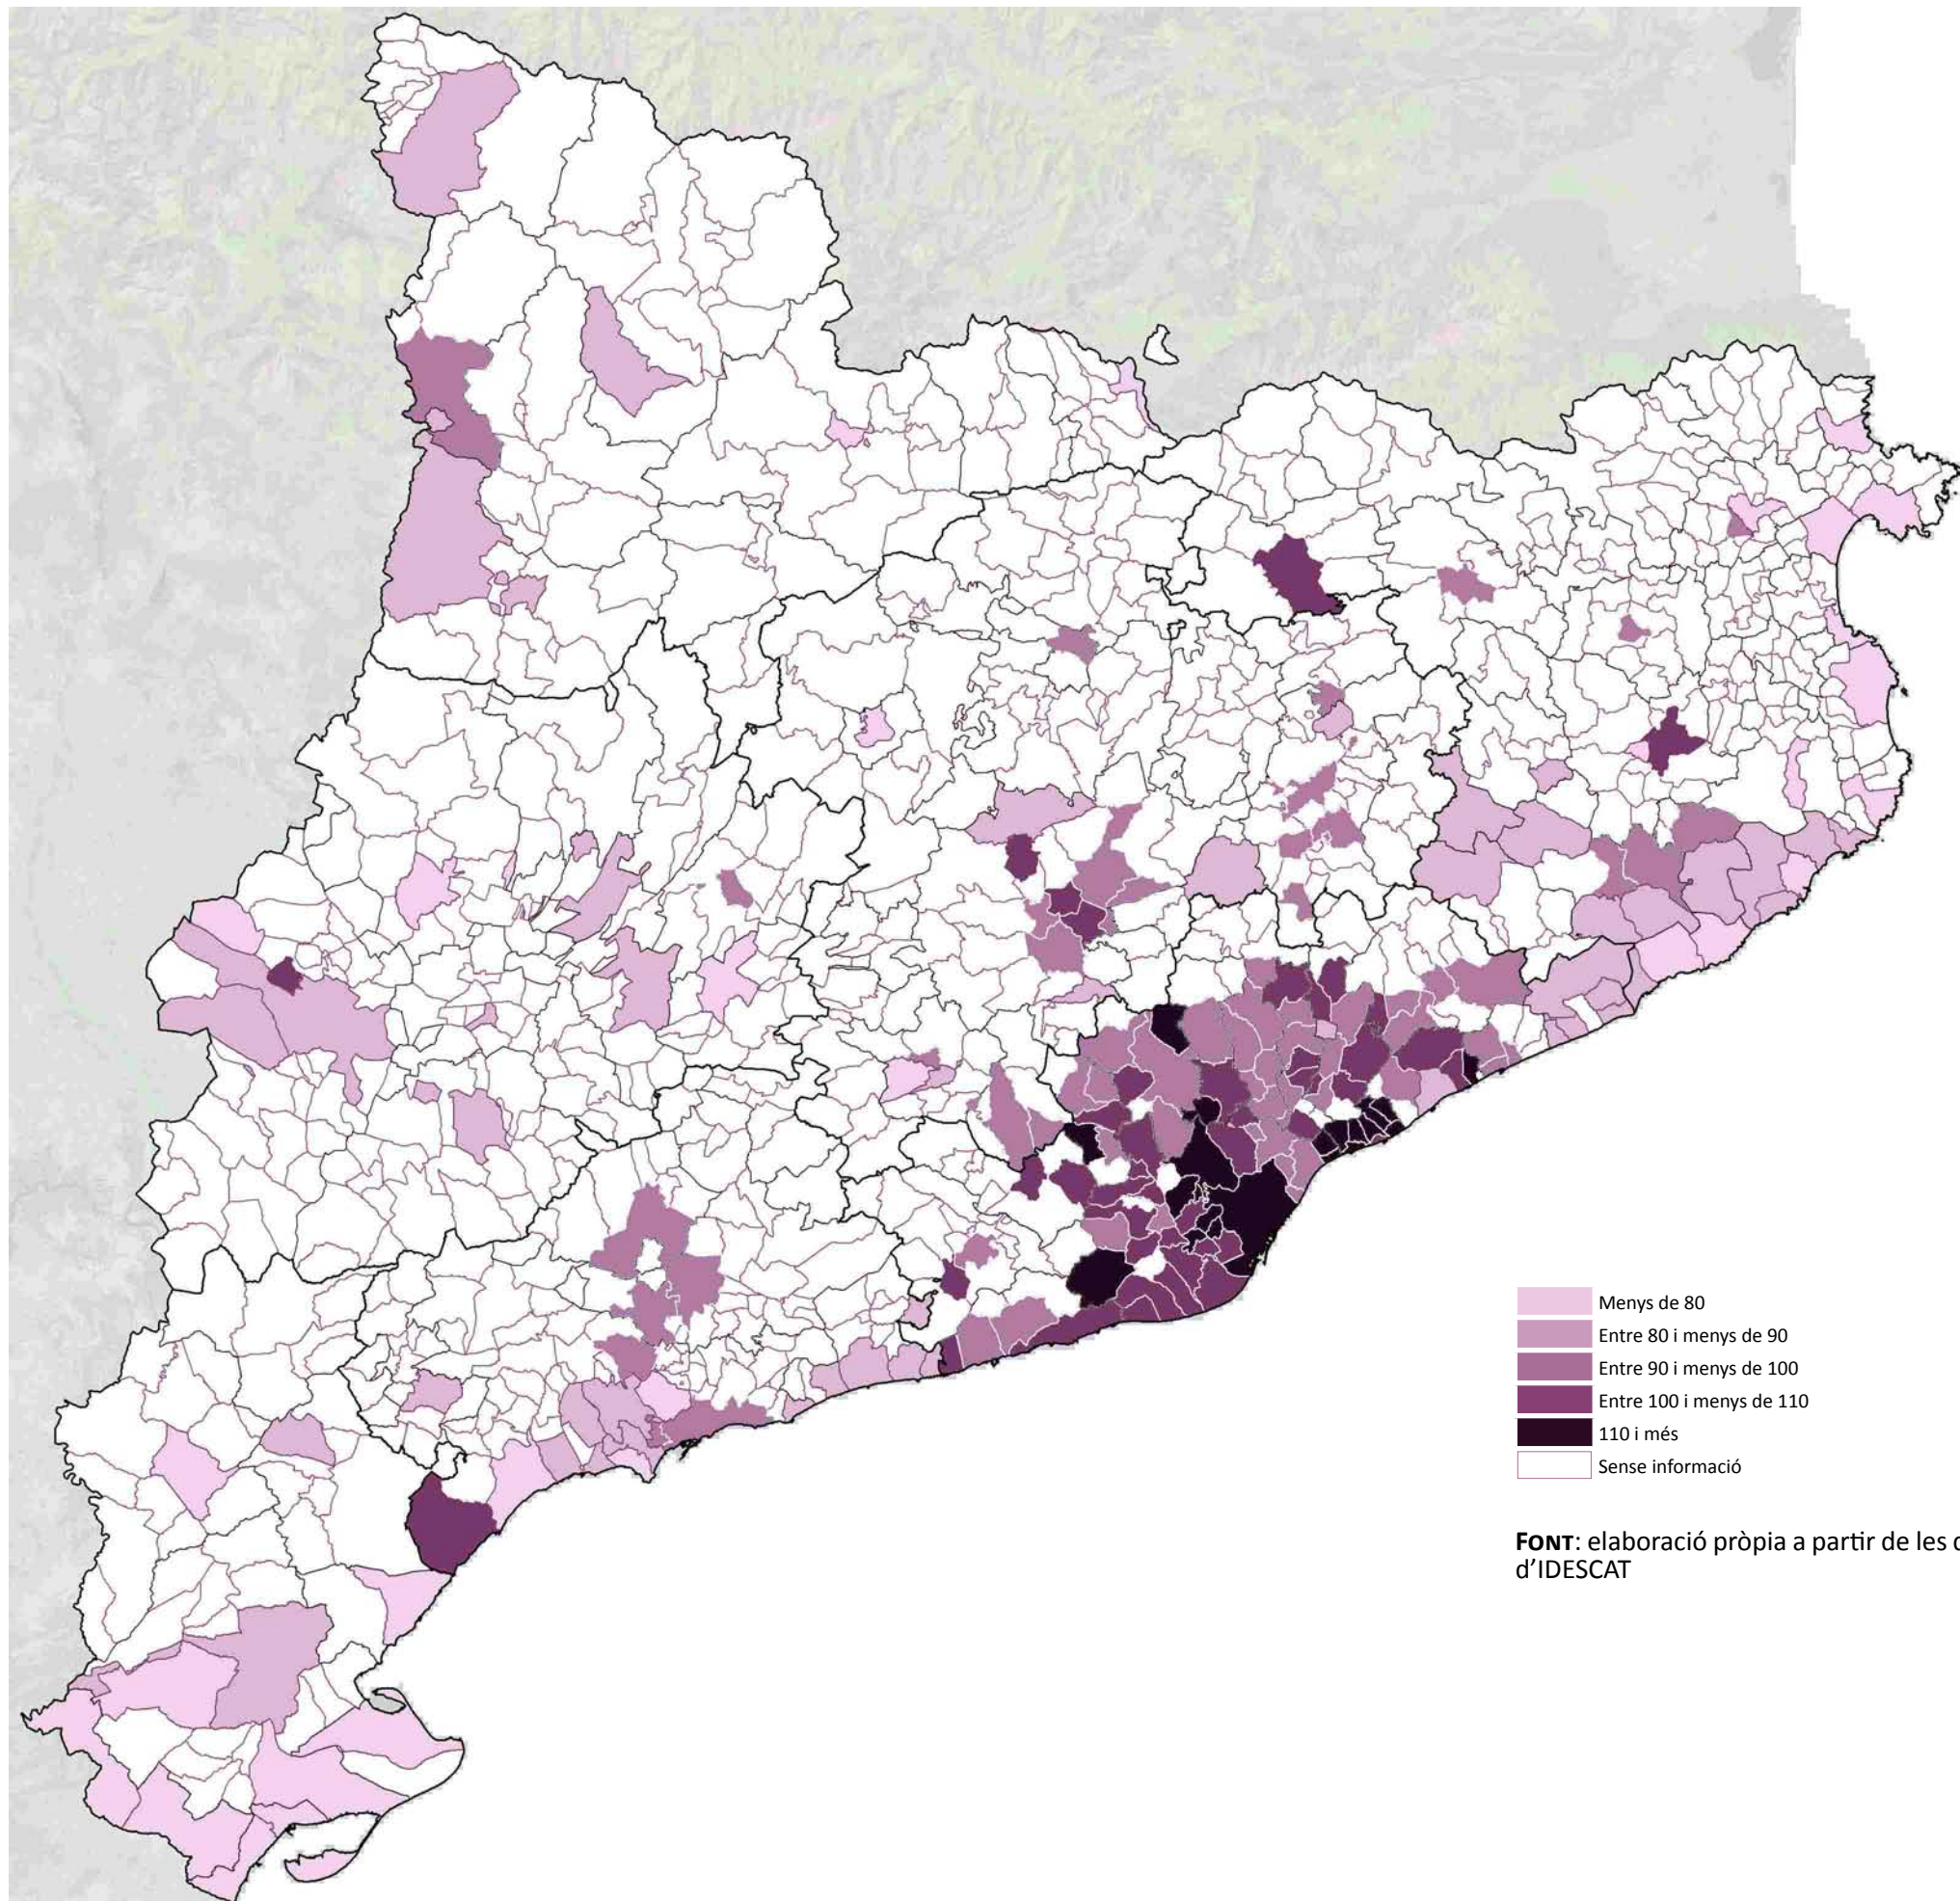 Menys de 80
Entre 80 i menys de 90
Entre 90 i menys de 100
Entre 100 i menys de 110
110 i més
Sense informació
FONT: elaboració pròpia a partir de les
d’IDESCAT